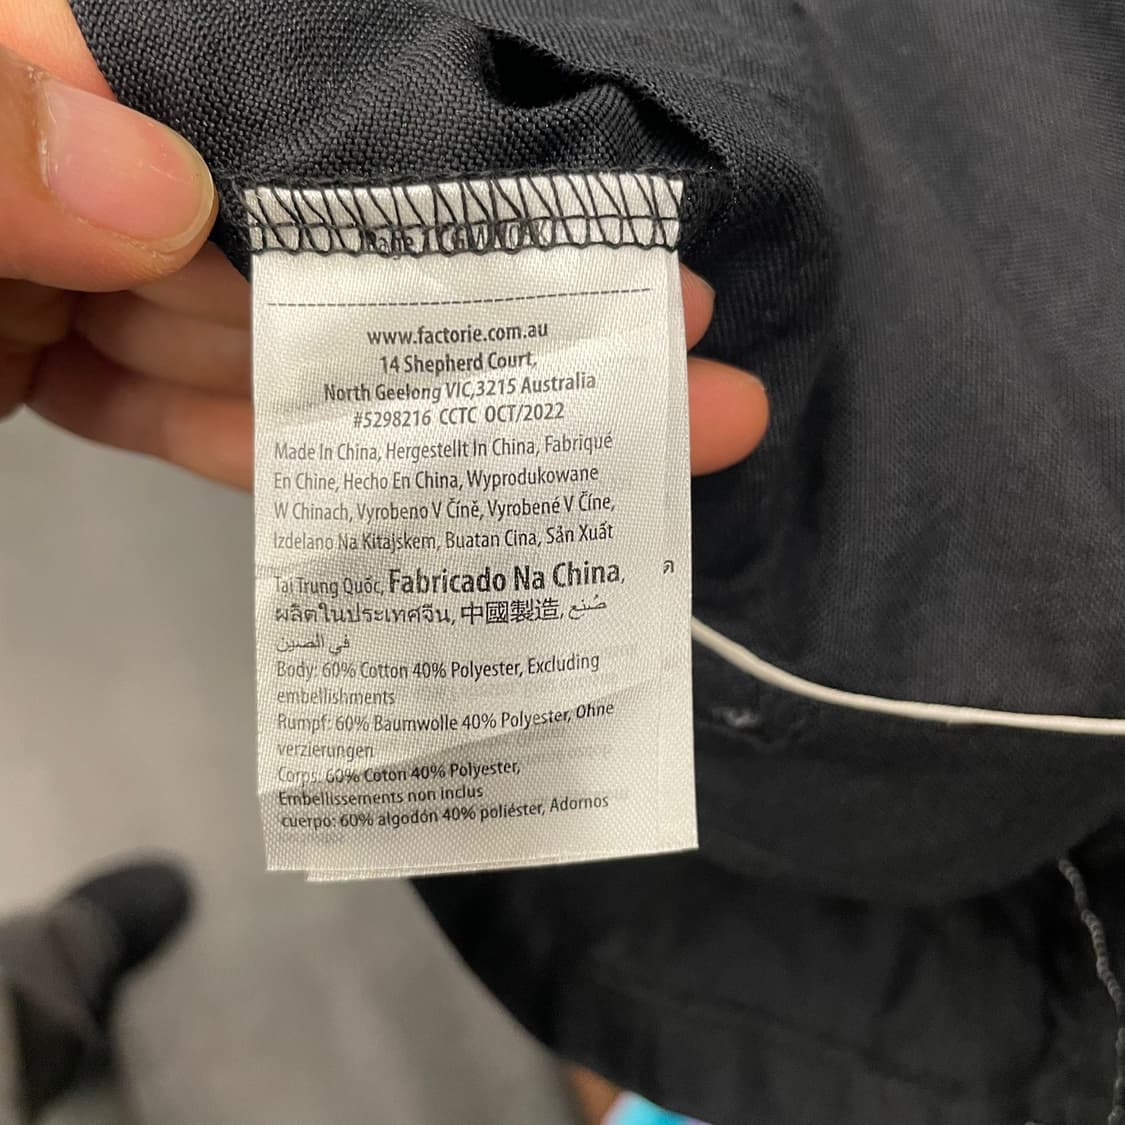 www.factorie.com.au
14 Shepherd Court,
North Geelong VIC,3215 Australia
#5298216 CCTC OCT/2022
Made In China, Hergestellt In China, Fabriqué
En Chine, Hecho En China, Wyprodukowane
W Chinach, Vyrobeno V Číně, Vyrobené V Číne,
Izdelano Na Kitajskem, Buatan Cina, Sản Xuất
Tại Trung Quốc, Fabricado Na China,
ผลิตในประเทศจีน, 中國製造, صُنع
في الصين
Body: 60% Cotton 40% Polyester, Excluding
embellishments
Rumpf: 60% Baumwolle 40% Polyester, Ohne
verzierungen
Corps: 60% Coton 40% Polyester,
Embellissements non inclus
cuerpo: 60% algodón 40% poliéster, Adornos